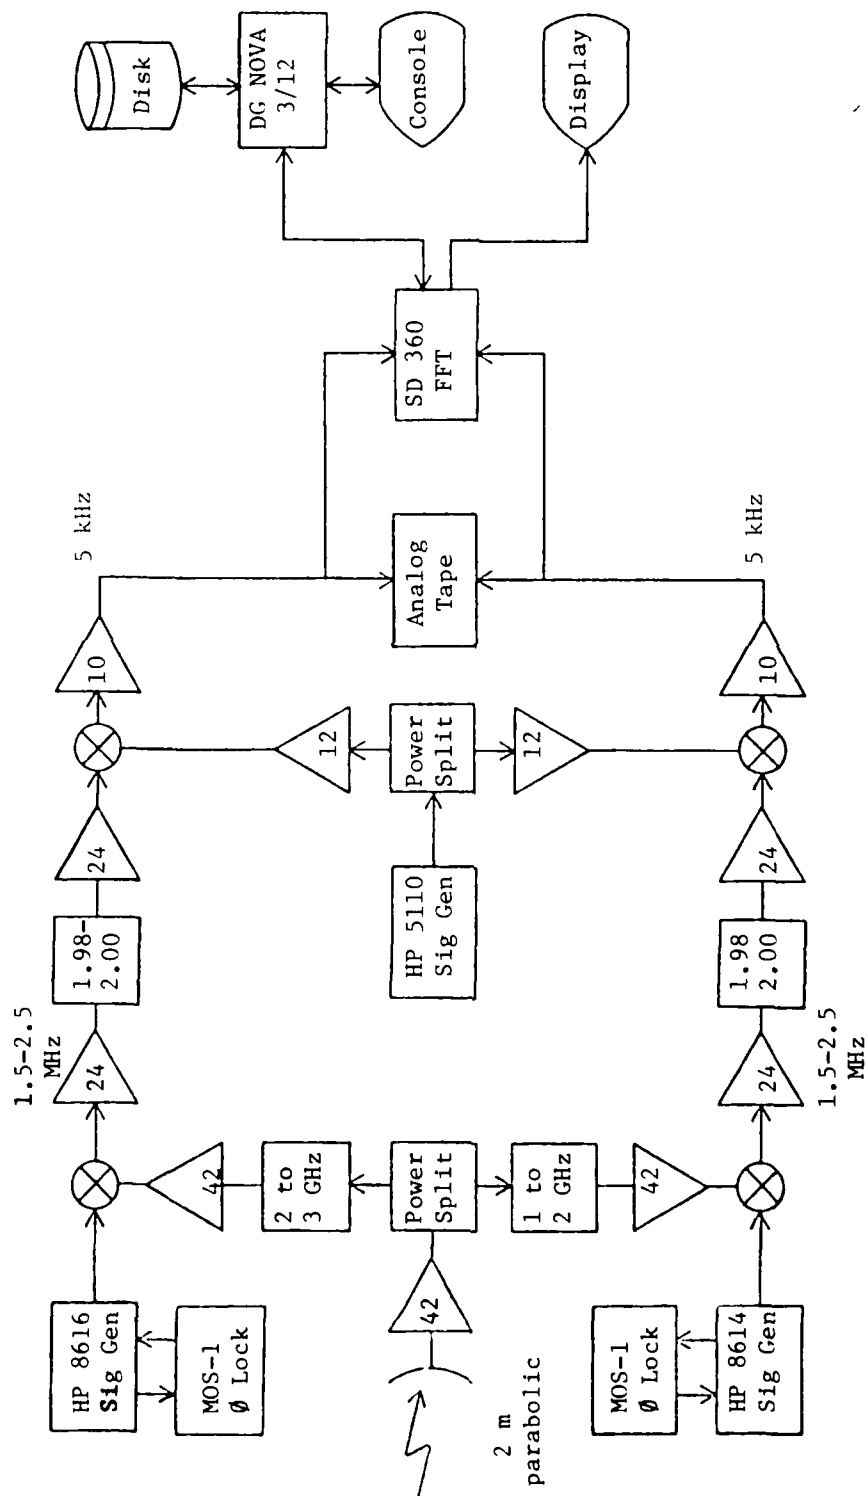 HP 8616
Sig Gen
MOS-1
Ø Lock
1.5-2.5
MHz
24
1.98-
2.00
24
10
5 kHz
42
2 to
3 GHz
2 m
parabolic
42
Power
Split
1 to
2 GHz
42
HP 5110
Sig Gen
Power
Split
12
12
Analog
Tape
SD 360
FFT
Disk
DG NOVA
3/12
Console
Display
MOS-1
Ø Lock
HP 8614
Sig Gen
24
1.5-2.5
MHz
1.98
2.00
24
10
5 kHz